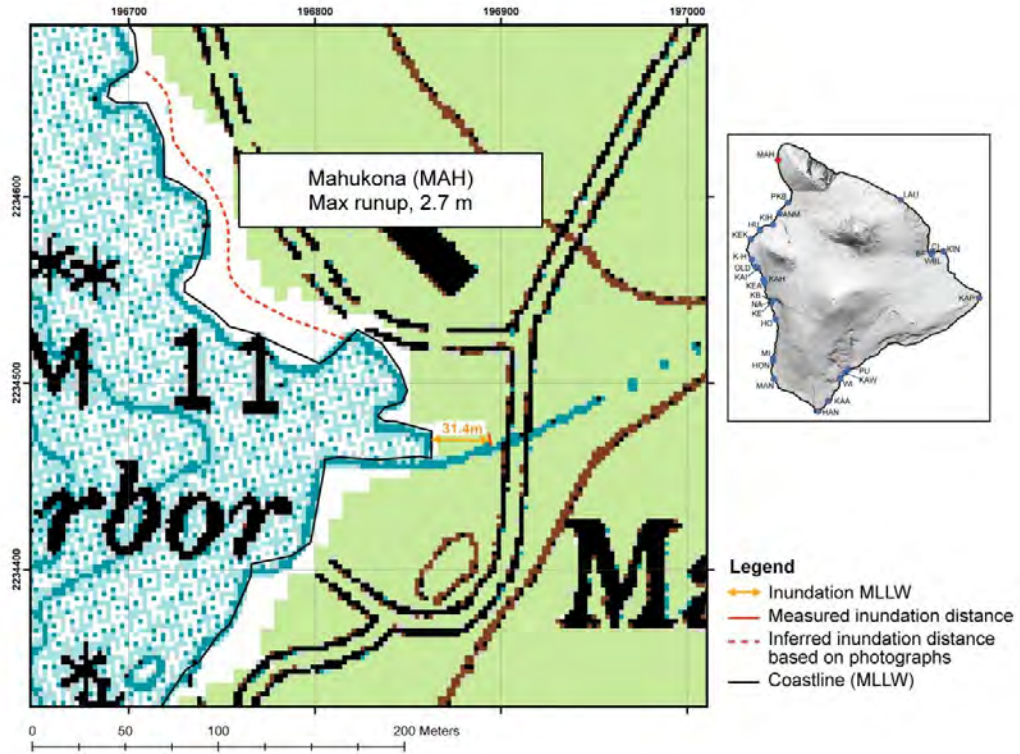 196700 196800 196900 197000
2234600
2234500
2234400
Mahukona (MAH)
Max runup, 2.7 m
M 11
rbor
31.4m
Ma
0 50 100 200 Meters
MAH
PKB
ANM
KIH
HU
KEK
K-H
OLD
KAI
KAH
KEA
KB
NA
KE
HO
MI
HON
MAN
HAN
KAA
WI
KAW
PU
KAP
LAU
KIN
Legend
Inundation MLLW
Measured inundation distance
Inferred inundation distance
based on photographs
Coastline (MLLW)